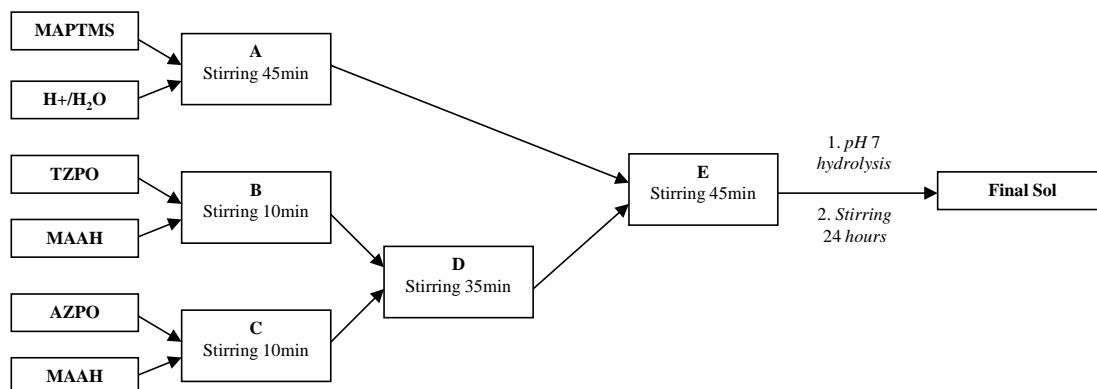 MAPTMS
H+/H₂O
A
Stirring 45min
TZPO
MAAH
B
Stirring 10min
AZPO
MAAH
C
Stirring 10min
D
Stirring 35min
E
Stirring 45min
1. pH 7
hydrolysis
2. Stirring
24 hours
Final Sol